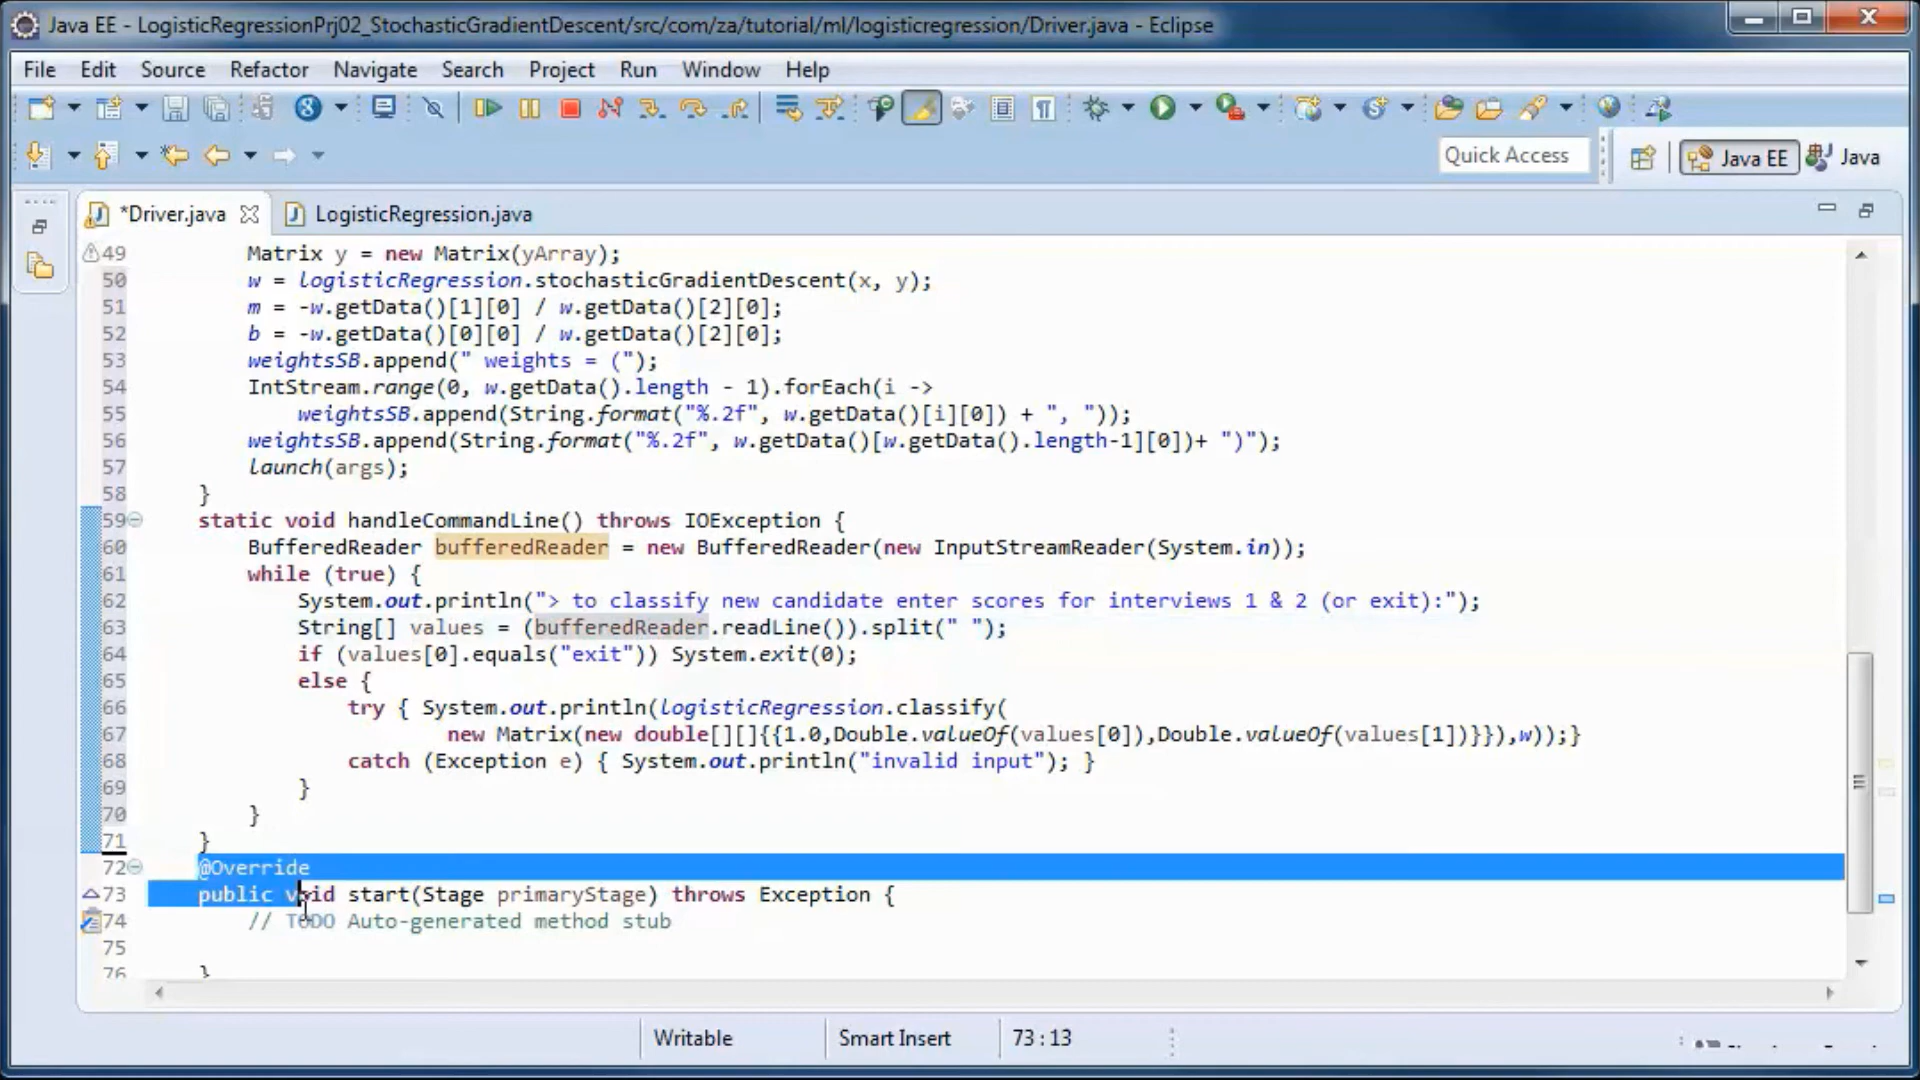 Java EE - LogisticRegressionPrj02_StochasticGradientDescent/src/com/za/tutorial/ml/logisticregression/Driver.java - Eclipse
File Edit Source Refactor Navigate Search Project Run Window Help
Quick Access Java EE Java
*Driver.java LogisticRegression.java
49 Matrix y = new Matrix(yArray);
50 w = logisticRegression.stochasticGradientDescent(x, y);
51 m = -w.getData()[1][0] / w.getData()[2][0];
52 b = -w.getData()[0][0] / w.getData()[2][0];
53 weightsSB.append(" weights = (");
54 IntStream.range(0, w.getData().length - 1).forEach(i ->
55 weightsSB.append(String.format("%.2f", w.getData()[i][0]) + ", "));
56 weightsSB.append(String.format("%.2f", w.getData()[w.getData().length-1][0])+ ")");
57 launch(args);
58 }
59 static void handleCommandLine() throws IOException {
60 BufferedReader bufferedReader = new BufferedReader(new InputStreamReader(System.in));
61 while (true) {
62 System.out.println("> to classify new candidate enter scores for interviews 1 & 2 (or exit):");
63 String[] values = (bufferedReader.readLine()).split(" ");
64 if (values[0].equals("exit")) System.exit(0);
65 else {
66 try { System.out.println(logisticRegression.classify(
67 new Matrix(new double[][]{{1.0,Double.valueOf(values[0]),Double.valueOf(values[1])}}),w));}
68 catch (Exception e) { System.out.println("invalid input"); }
69 }
70 }
71 }
72 @Override
73 public void start(Stage primaryStage) throws Exception {
74 // TODO Auto-generated method stub
75
76 }
Writable Smart Insert 73 : 13